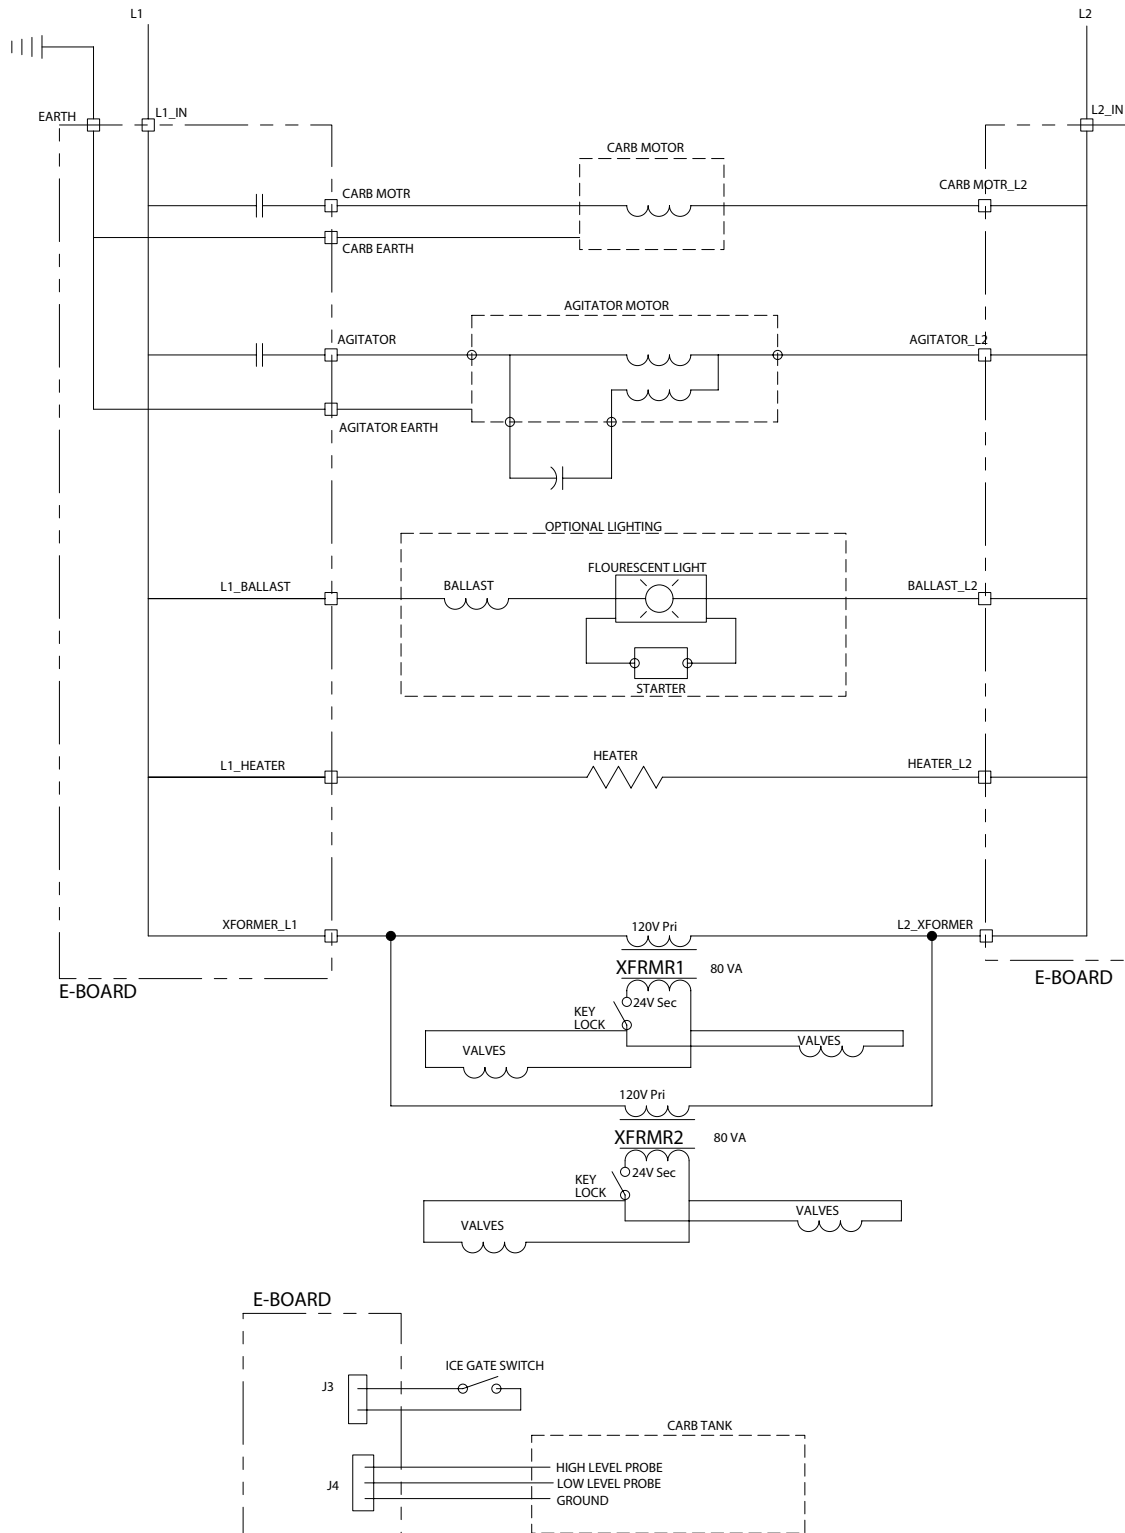 L1
L2
EARTH
L1_IN
L2_IN
CARB MOTOR
CARB MOTR
CARB MOTR_L2
CARB EARTH
AGITATOR MOTOR
AGITATOR
AGITATOR_L2
AGITATOR EARTH
OPTIONAL LIGHTING
FLOURESCENT LIGHT
L1_BALLAST
BALLAST
BALLAST_L2
STARTER
HEATER
L1_HEATER
HEATER_L2
XFORMER_L1
120V Pri
L2_XFORMER
XFRMR1
80 VA
E-BOARD
E-BOARD
24V Sec
KEY
LOCK
VALVES
VALVES
120V Pri
XFRMR2
80 VA
24V Sec
KEY
LOCK
VALVES
VALVES
E-BOARD
ICE GATE SWITCH
J3
CARB TANK
HIGH LEVEL PROBE
J4
LOW LEVEL PROBE
GROUND